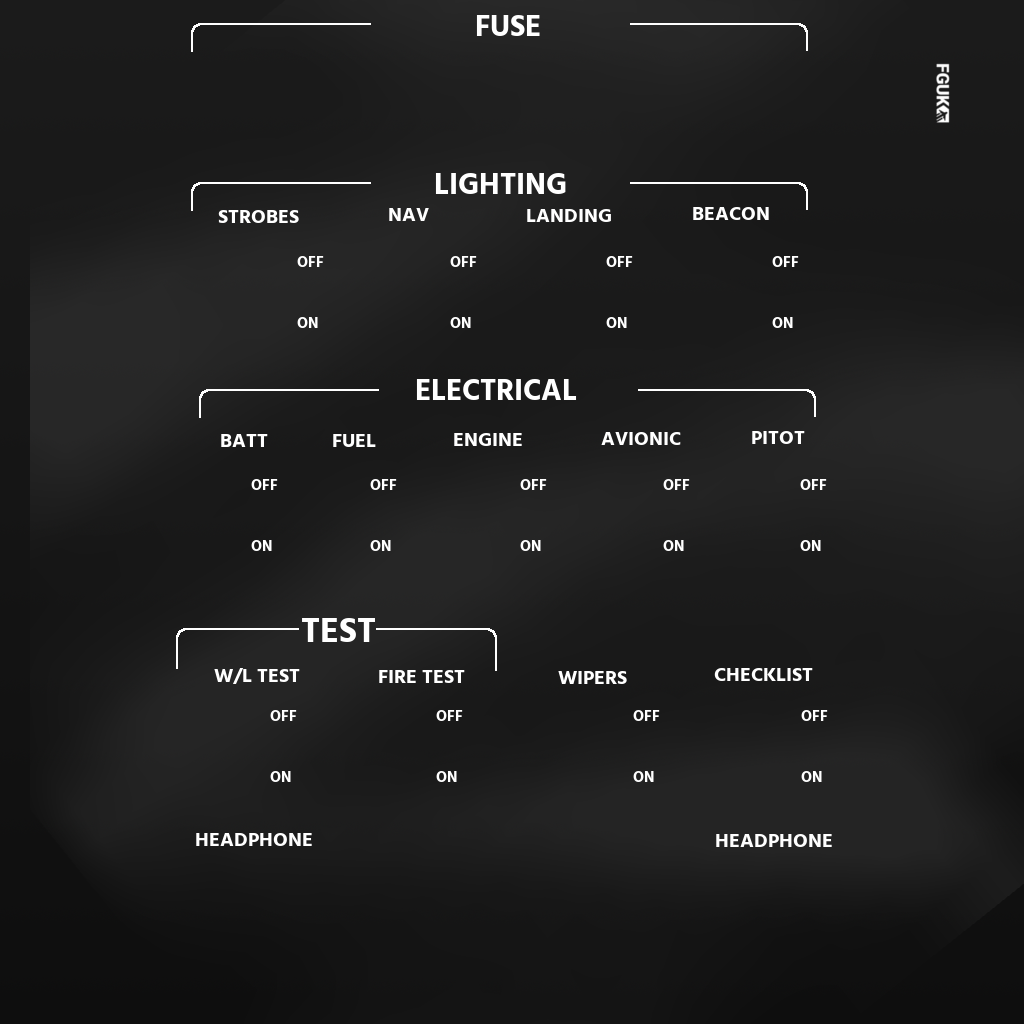 FUSE
FGUK
LIGHTING
STROBES NAV LANDING BEACON
OFF OFF OFF OFF
ON ON ON ON
ELECTRICAL
BATT FUEL ENGINE AVIONIC PITOT
OFF OFF OFF OFF OFF
ON ON ON ON ON
TEST
W/L TEST FIRE TEST WIPERS CHECKLIST
OFF OFF OFF OFF
ON ON ON ON
HEADPHONE HEADPHONE